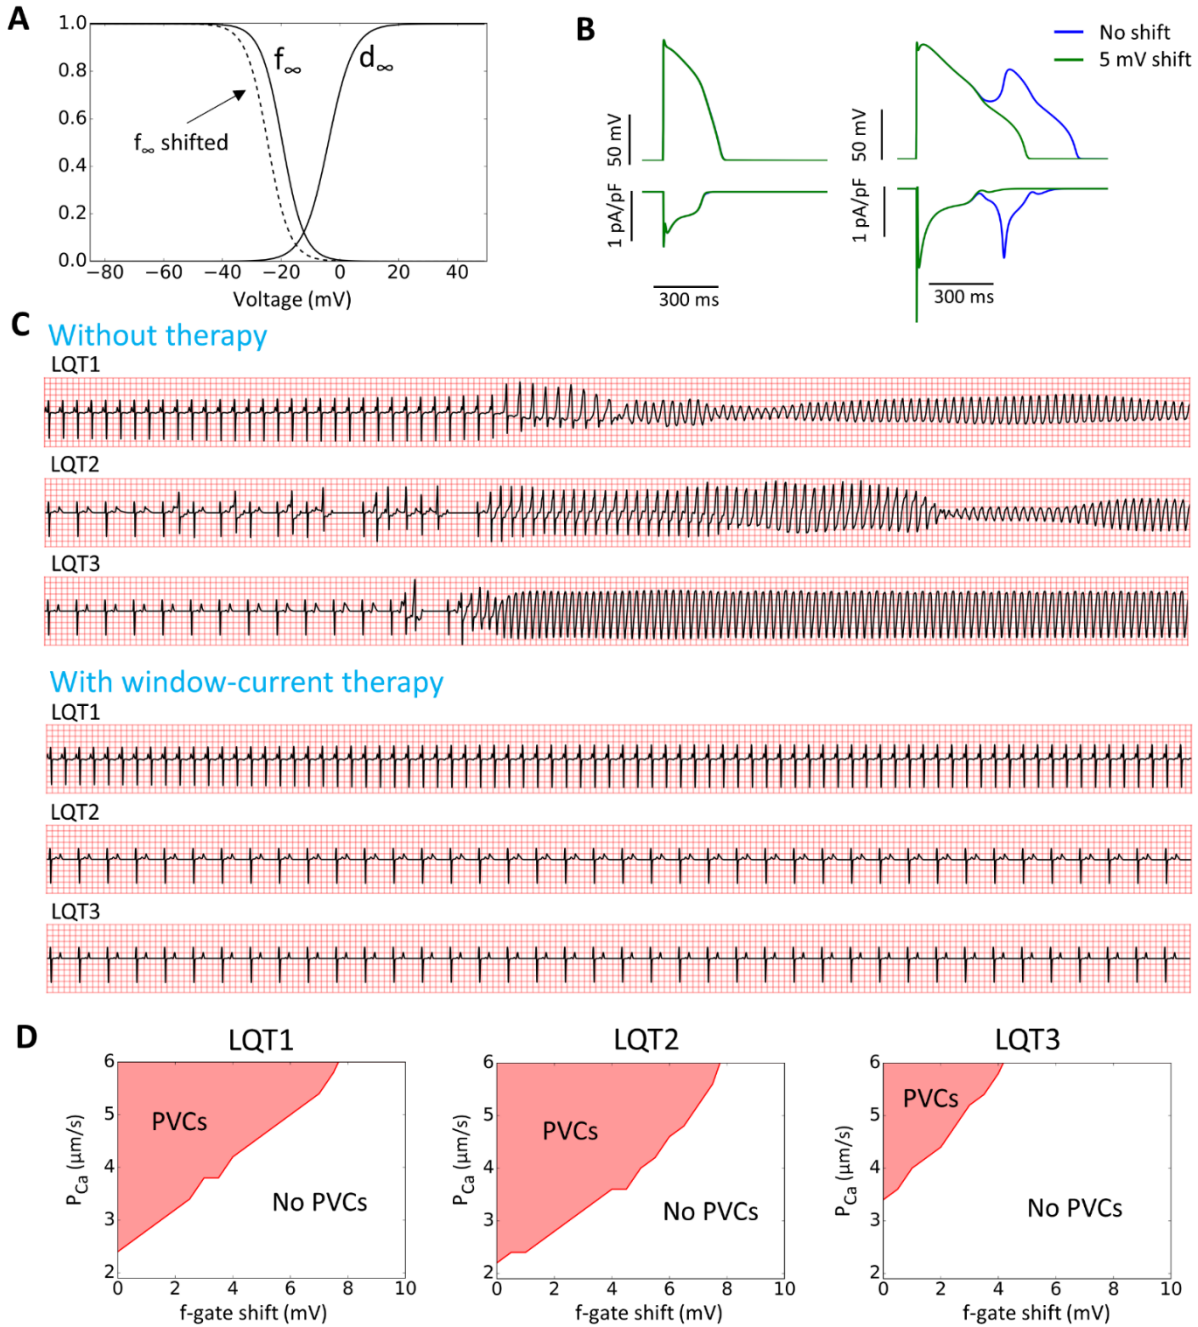 A
1.0
0.8
0.6
0.4
0.2
0.0
f∞
d∞
f∞ shifted
−80 −60 −40 −20 0 20 40
Voltage (mV)
B
No shift
5 mV shift
50 mV
1 pA/pF
300 ms
50 mV
1 pA/pF
300 ms
C
Without therapy
LQT1
LQT2
LQT3
With window-current therapy
LQT1
LQT2
LQT3
D
LQT1
6
5
4
3
2
PCa (μm/s)
PVCs
No PVCs
0 2 4 6 8 10
f-gate shift (mV)
LQT2
6
5
4
3
2
PCa (μm/s)
PVCs
No PVCs
0 2 4 6 8 10
f-gate shift (mV)
LQT3
6
5
4
3
2
PCa (μm/s)
PVCs
No PVCs
0 2 4 6 8 10
f-gate shift (mV)